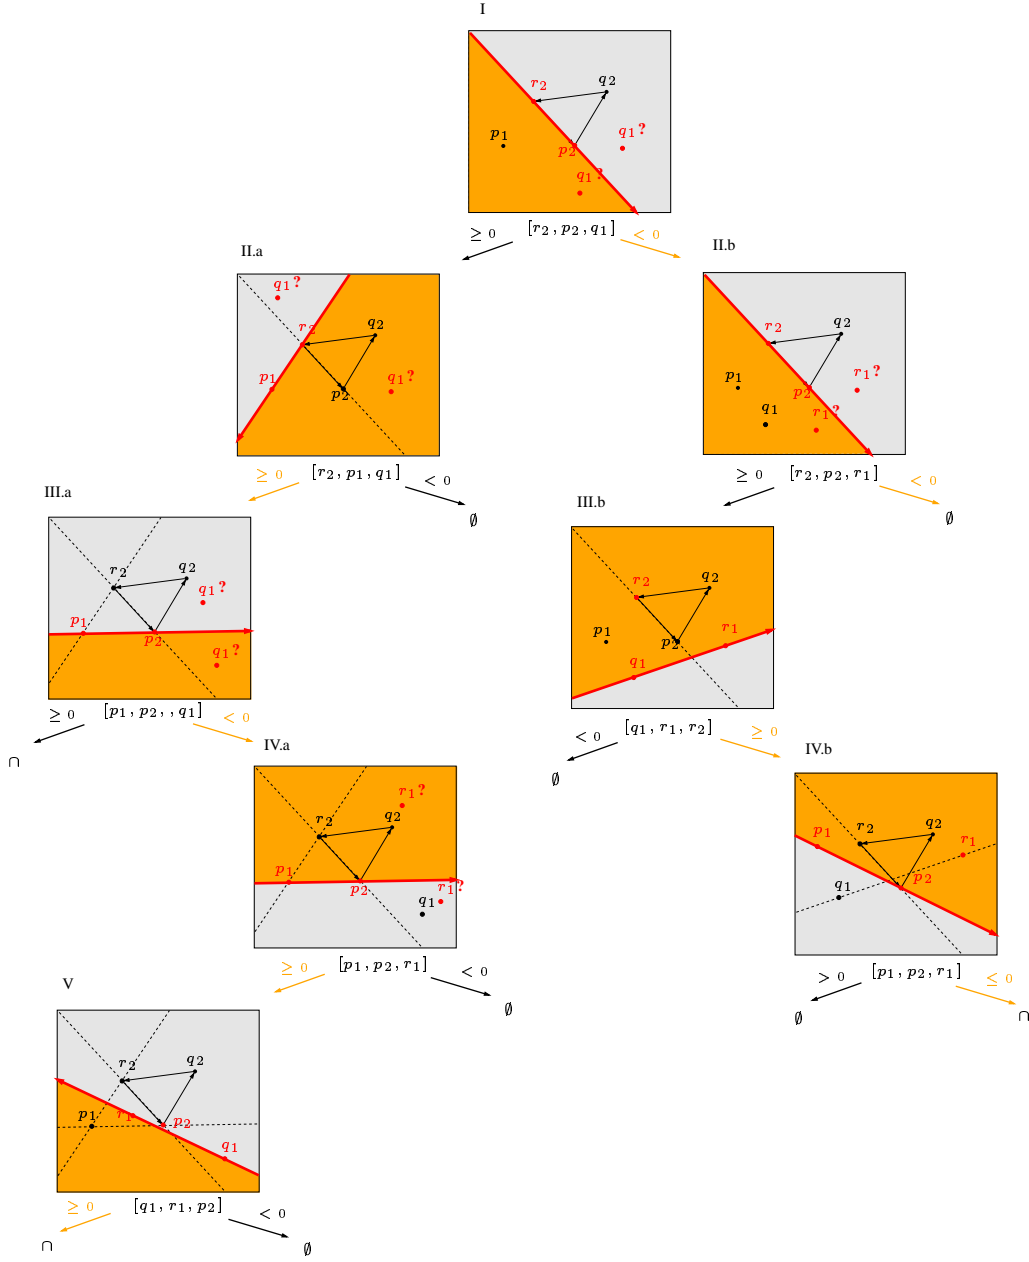 I
r2
q2
p1
q1?
p2
q1?
≥ 0
[r2, p2, q1]
< 0
II.a
II.b
q1?
r2
q2
p1
q1?
p2
r2
q2
p1
r1?
p2
q1
r1?
≥ 0
[r2, p1, q1]
< 0
∅
≥ 0
[r2, p2, r1]
< 0
∅
III.a
III.b
r2
q2
q1?
p1
p2
q1?
r2
q2
p1
p2
r1
q1
≥ 0
[p1, p2, , q1]
< 0
∩
< 0
[q1, r1, r2]
≥ 0
∅
IV.a
IV.b
r1?
r2
q2
p1
p2
r1?
q1
p1
r2
q2
r1
p2
q1
≥ 0
[p1, p2, r1]
< 0
∅
> 0
[p1, p2, r1]
≤ 0
∅
∩
V
r2
q2
p1
r1
p2
q1
≥ 0
[q1, r1, p2]
< 0
∩
∅